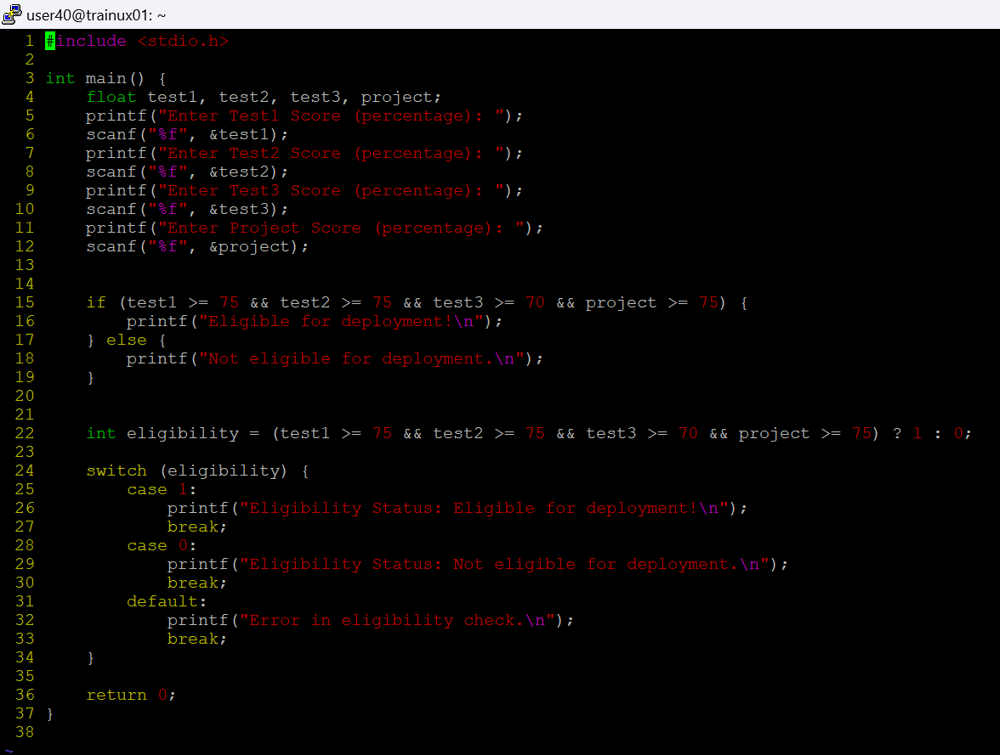 user40@trainux01: ~
1 #include <stdio.h>
2
3 int main() {
4     float test1, test2, test3, project;
5     printf("Enter Test1 Score (percentage): ");
6     scanf("%f", &test1);
7     printf("Enter Test2 Score (percentage): ");
8     scanf("%f", &test2);
9     printf("Enter Test3 Score (percentage): ");
10     scanf("%f", &test3);
11     printf("Enter Project Score (percentage): ");
12     scanf("%f", &project);
13
14
15     if (test1 >= 75 && test2 >= 75 && test3 >= 70 && project >= 75) {
16         printf("Eligible for deployment!\n");
17     } else {
18         printf("Not eligible for deployment.\n");
19     }
20
21
22     int eligibility = (test1 >= 75 && test2 >= 75 && test3 >= 70 && project >= 75) ? 1 : 0;
23
24     switch (eligibility) {
25         case 1:
26             printf("Eligibility Status: Eligible for deployment!\n");
27             break;
28         case 0:
29             printf("Eligibility Status: Not eligible for deployment.\n");
30             break;
31         default:
32             printf("Error in eligibility check.\n");
33             break;
34     }
35
36     return 0;
37 }
38
~